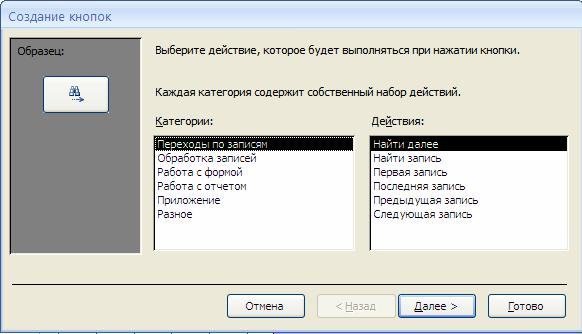 Создание кнопок
Образец:
Выберите действие, которое будет выполняться при нажатии кнопки.
Каждая категория содержит собственный набор действий.
Категории:
Переходы по записям
Обработка записей
Работа с формой
Работа с отчетом
Приложение
Разное
Действия:
Найти далее
Найти запись
Первая запись
Последняя запись
Предыдущая запись
Следующая запись
Отмена
< Назад
Далее >
Готово